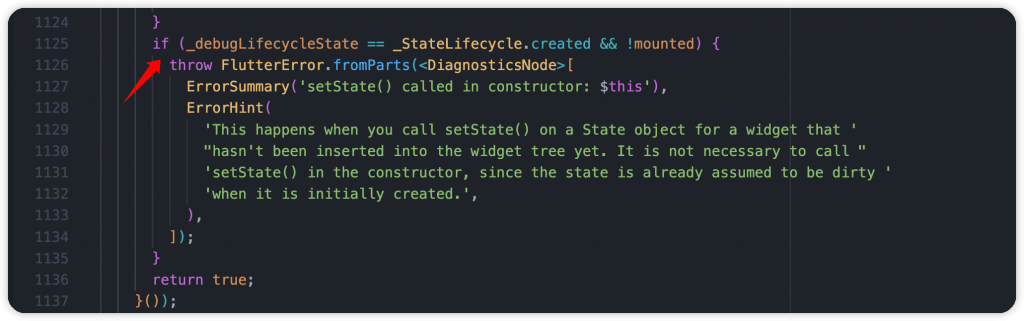 1124 }
1125 if (_debugLifecycleState == _StateLifecycle.created && !mounted) {
1126 throw FlutterError.fromParts(<DiagnosticsNode>[
1127 ErrorSummary('setState() called in constructor: $this'),
1128 ErrorHint(
1129 'This happens when you call setState() on a State object for a widget that '
1130 "hasn't been inserted into the widget tree yet. It is not necessary to call "
1131 'setState() in the constructor, since the state is already assumed to be dirty '
1132 'when it is initially created.',
1133 ),
1134 ]);
1135 }
1136 return true;
1137 }());